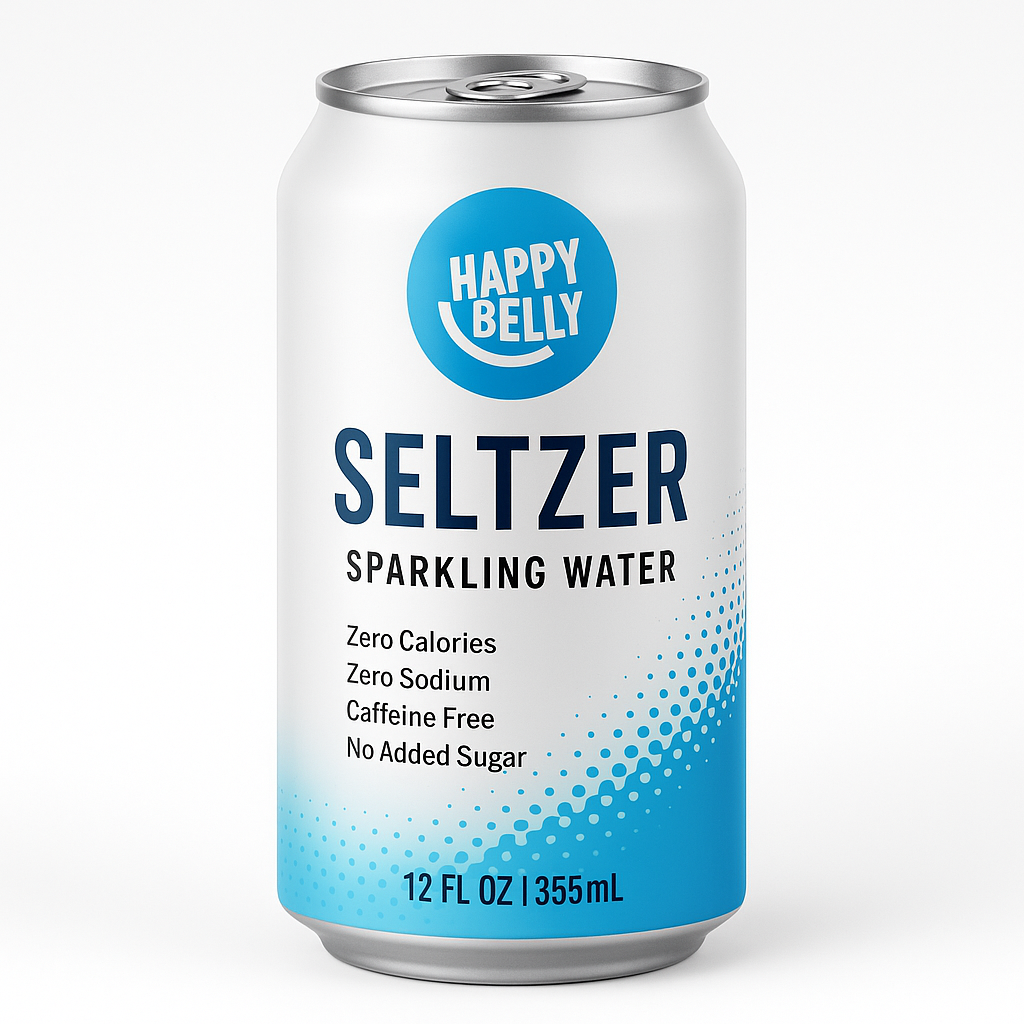 HAPPY
BELLY
SELTZER
SPARKLING WATER
Zero Calories
Zero Sodium
Caffeine Free
No Added Sugar
12 FL OZ | 355mL